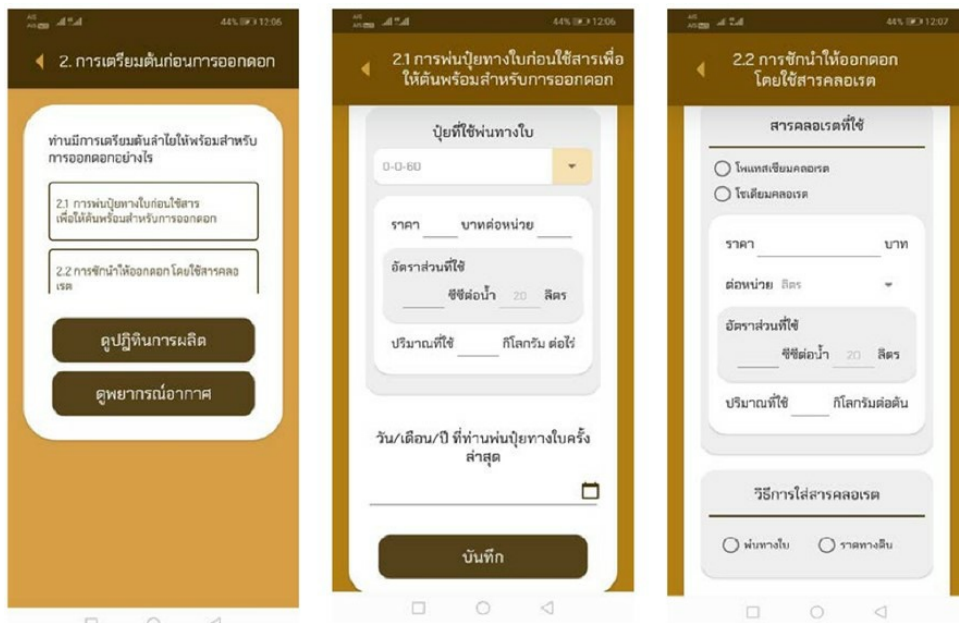 44% 12:06
2. การเตรียมต้นก่อนการออกดอก
ท่านมีการเตรียมต้นลำไยให้พร้อมสำหรับ
การออกดอกอย่างไร
2.1 การพ่นปุ๋ยทางใบก่อนใช้สาร
เพื่อให้ต้นพร้อมสำหรับการออกดอก
2.2 การชักนำให้ออกดอก โดยใช้สารคลอ
เรต
ดูปฎิทินการผลิต
ดูพยากรณ์อากาศ
44% 12:06
2.1 การพ่นปุ๋ยทางใบก่อนใช้สารเพื่อ
ให้ต้นพร้อมสำหรับการออกดอก
ปุ๋ยที่ใช้พ่นทางใบ
0-0-60
ราคา บาทต่อหน่วย
อัตราส่วนที่ใช้
ซีซีต่อน้ำ 20 ลิตร
ปริมาณที่ใช้ กิโลกรัม ต่อไร่
วัน/เดือน/ปี ที่ท่านพ่นปุ๋ยทางใบครั้ง
ล่าสุด
บันทึก
44% 12:07
2.2 การชักนำให้ออกดอก
โดยใช้สารคลอเรต
สารคลอเรตที่ใช้
โพแทสเซียมคลอเรต
โซเดียมคลอเรต
ราคา บาท
ต่อหน่วย ลิตร
อัตราส่วนที่ใช้
ซีซีต่อน้ำ 20 ลิตร
ปริมาณที่ใช้ กิโลกรัมต่อต้น
วิธีการใส่สารคลอเรต
พ่นทางใบ ราดทางดิน